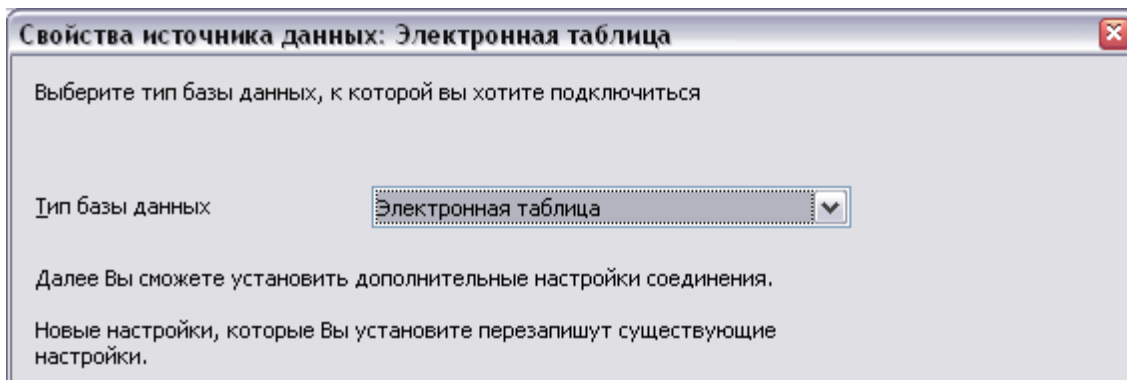 Свойства источника данных: Электронная таблица
Выберите тип базы данных, к которой вы хотите подключиться
Тип базы данных
Электронная таблица
Далее Вы сможете установить дополнительные настройки соединения.
Новые настройки, которые Вы установите перезапишут существующие
настройки.